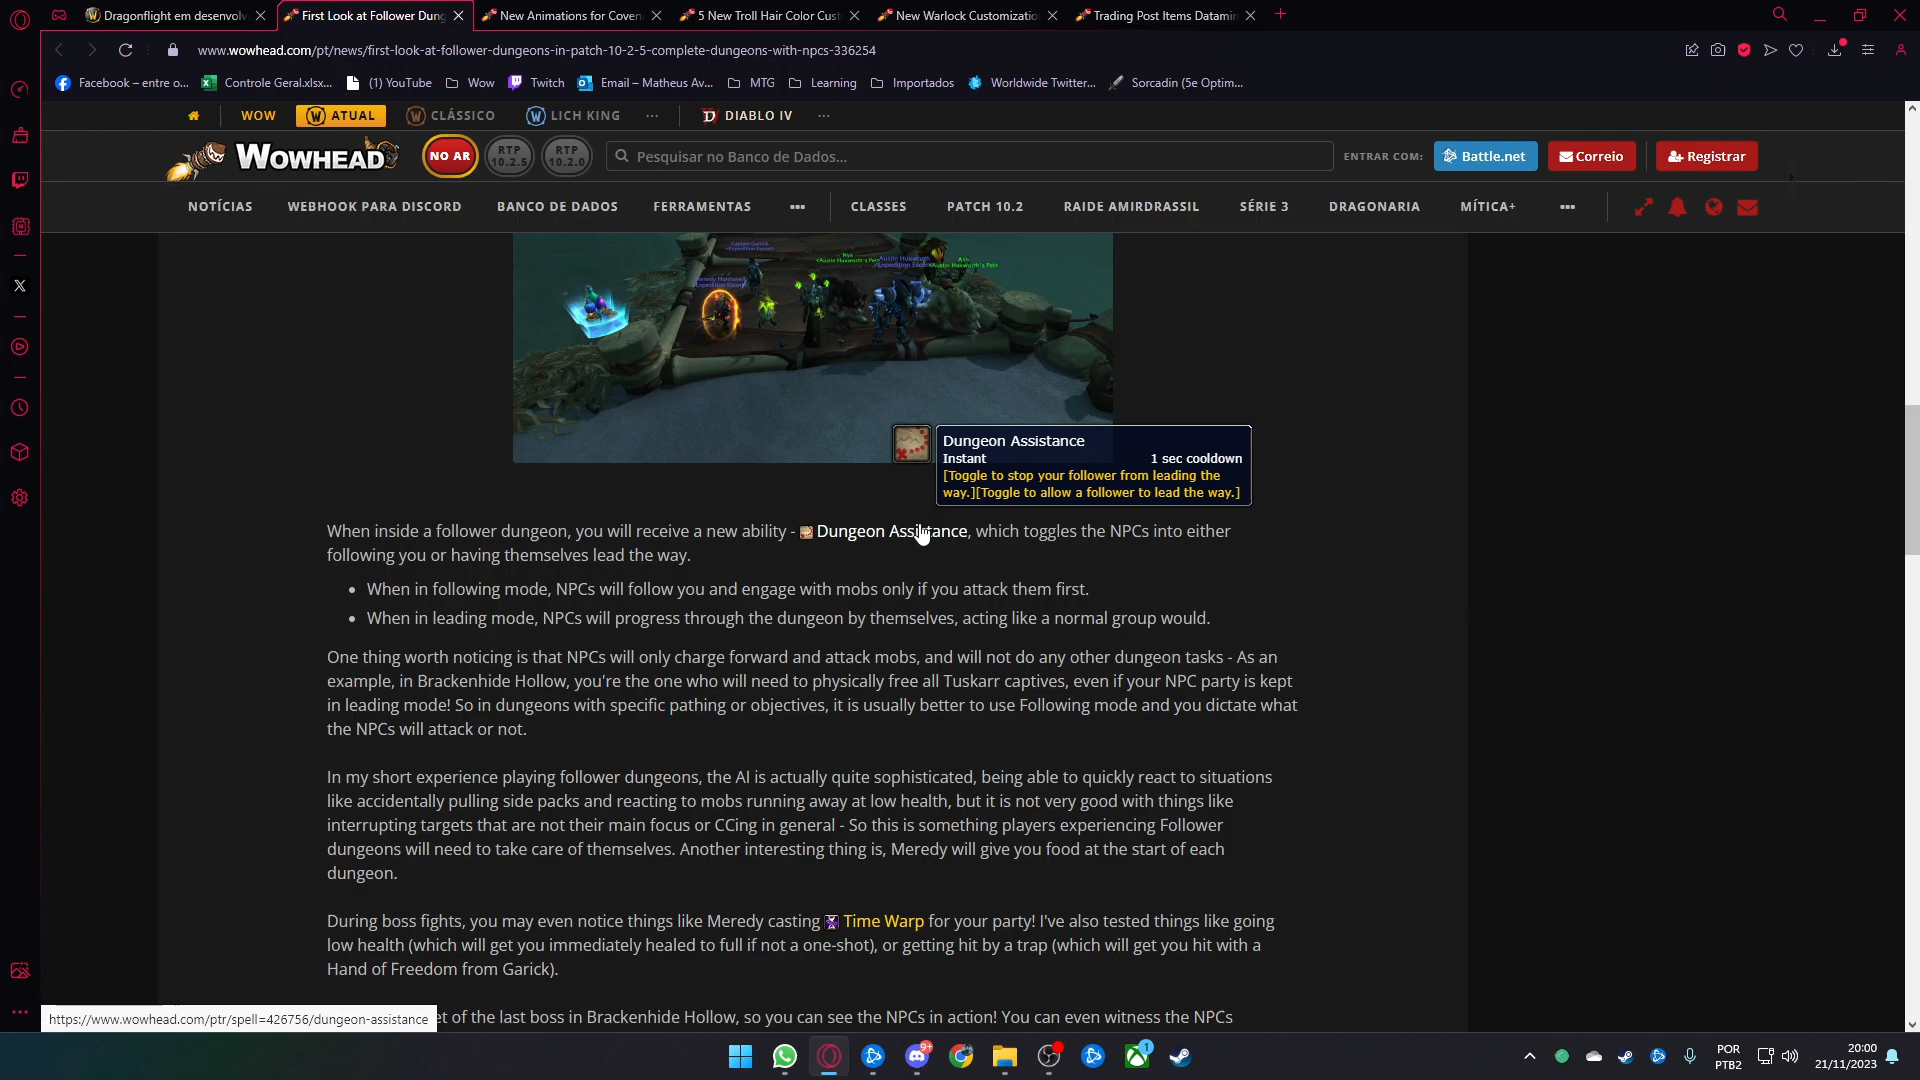 Dragonflight em desenvolv
First Look at Follower Dung
New Animations for Coven
5 New Troll Hair Color Cus
New Warlock Customizatio
Trading Post Items Datamin
www.wowhead.com/pt/news/first-look-at-follower-dungeons-in-patch-10-2-5-complete-dungeons-with-npcs-336254
Facebook – entre o... Controle Geral.xlsx... (1) YouTube Wow Twitch Email – Matheus Av... MTG Learning Importados Worldwide Twitter... Sorcadin (5e Optim...
WOW ATUAL CLÁSSICO LICH KING ... DIABLO IV ...
WOWHEAD NO AR RTP 10.2.5 RTP 10.2.0 Pesquisar no Banco de Dados... ENTRAR COM: Battle.net Correio Registrar
NOTÍCIAS WEBHOOK PARA DISCORD BANCO DE DADOS FERRAMENTAS ... CLASSES PATCH 10.2 RAIDE AMIRDRASSIL SÉRIE 3 DRAGONARIA MÍTICA+ ...
Captain Garick
<Expedition Escort>
Nyx
<Austin Huxworth's Pet>
Austin Huxworth
<Expedition Escort>
Ash
<Austin Huxworth's Pet>
Dungeon Assistance
Instant 1 sec cooldown
[Toggle to stop your follower from leading the
way.][Toggle to allow a follower to lead the way.]
When inside a follower dungeon, you will receive a new ability - Dungeon Assistance, which toggles the NPCs into either
following you or having themselves lead the way.
• When in following mode, NPCs will follow you and engage with mobs only if you attack them first.
• When in leading mode, NPCs will progress through the dungeon by themselves, acting like a normal group would.
One thing worth noticing is that NPCs will only charge forward and attack mobs, and will not do any other dungeon tasks - As an
example, in Brackenhide Hollow, you're the one who will need to physically free all Tuskarr captives, even if your NPC party is kept
in leading mode! So in dungeons with specific pathing or objectives, it is usually better to use Following mode and you dictate what
the NPCs will attack or not.
In my short experience playing follower dungeons, the AI is actually quite sophisticated, being able to quickly react to situations
like accidentally pulling side packs and reacting to mobs running away at low health, but it is not very good with things like
interrupting targets that are not their main focus or CCing in general - So this is something players experiencing Follower
dungeons will need to take care of themselves. Another interesting thing is, Meredy will give you food at the start of each
dungeon.
During boss fights, you may even notice things like Meredy casting Time Warp for your party! I've also tested things like going
low health (which will get you immediately healed to full if not a one-shot), or getting hit by a trap (which will get you hit with a
Hand of Freedom from Garick).
et of the last boss in Brackenhide Hollow, so you can see the NPCs in action! You can even witness the NPCs
https://www.wowhead.com/ptr/spell=426756/dungeon-assistance
9+
1
POR
PTB2
20:00
21/11/2023